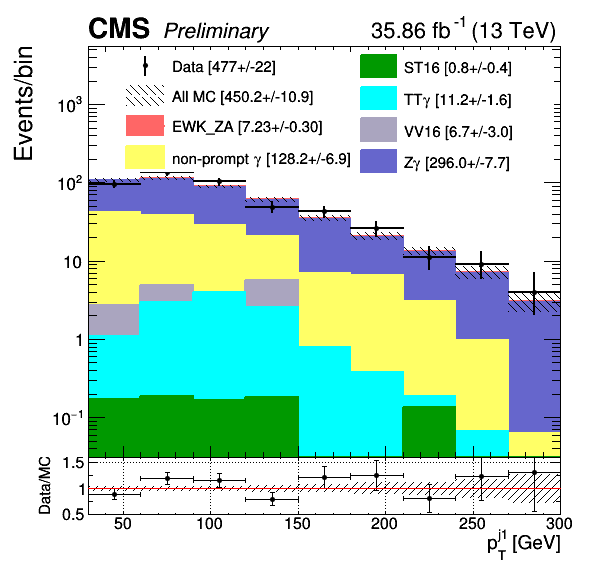 CMS Preliminary 35.86 fb⁻¹ (13 TeV)
Events/bin
Data [477+/-22]
All MC [450.2+/-10.9]
EWK_ZA [7.23+/-0.30]
non-prompt γ [128.2+/-6.9]
ST16 [0.8+/-0.4]
TTγ [11.2+/-1.6]
VV16 [6.7+/-3.0]
Zγ [296.0+/-7.7]
10³
10²
10
1
10⁻¹
Data/MC
1.5
1
0.5
50 100 150 200 250 300
p_T^j1 [GeV]